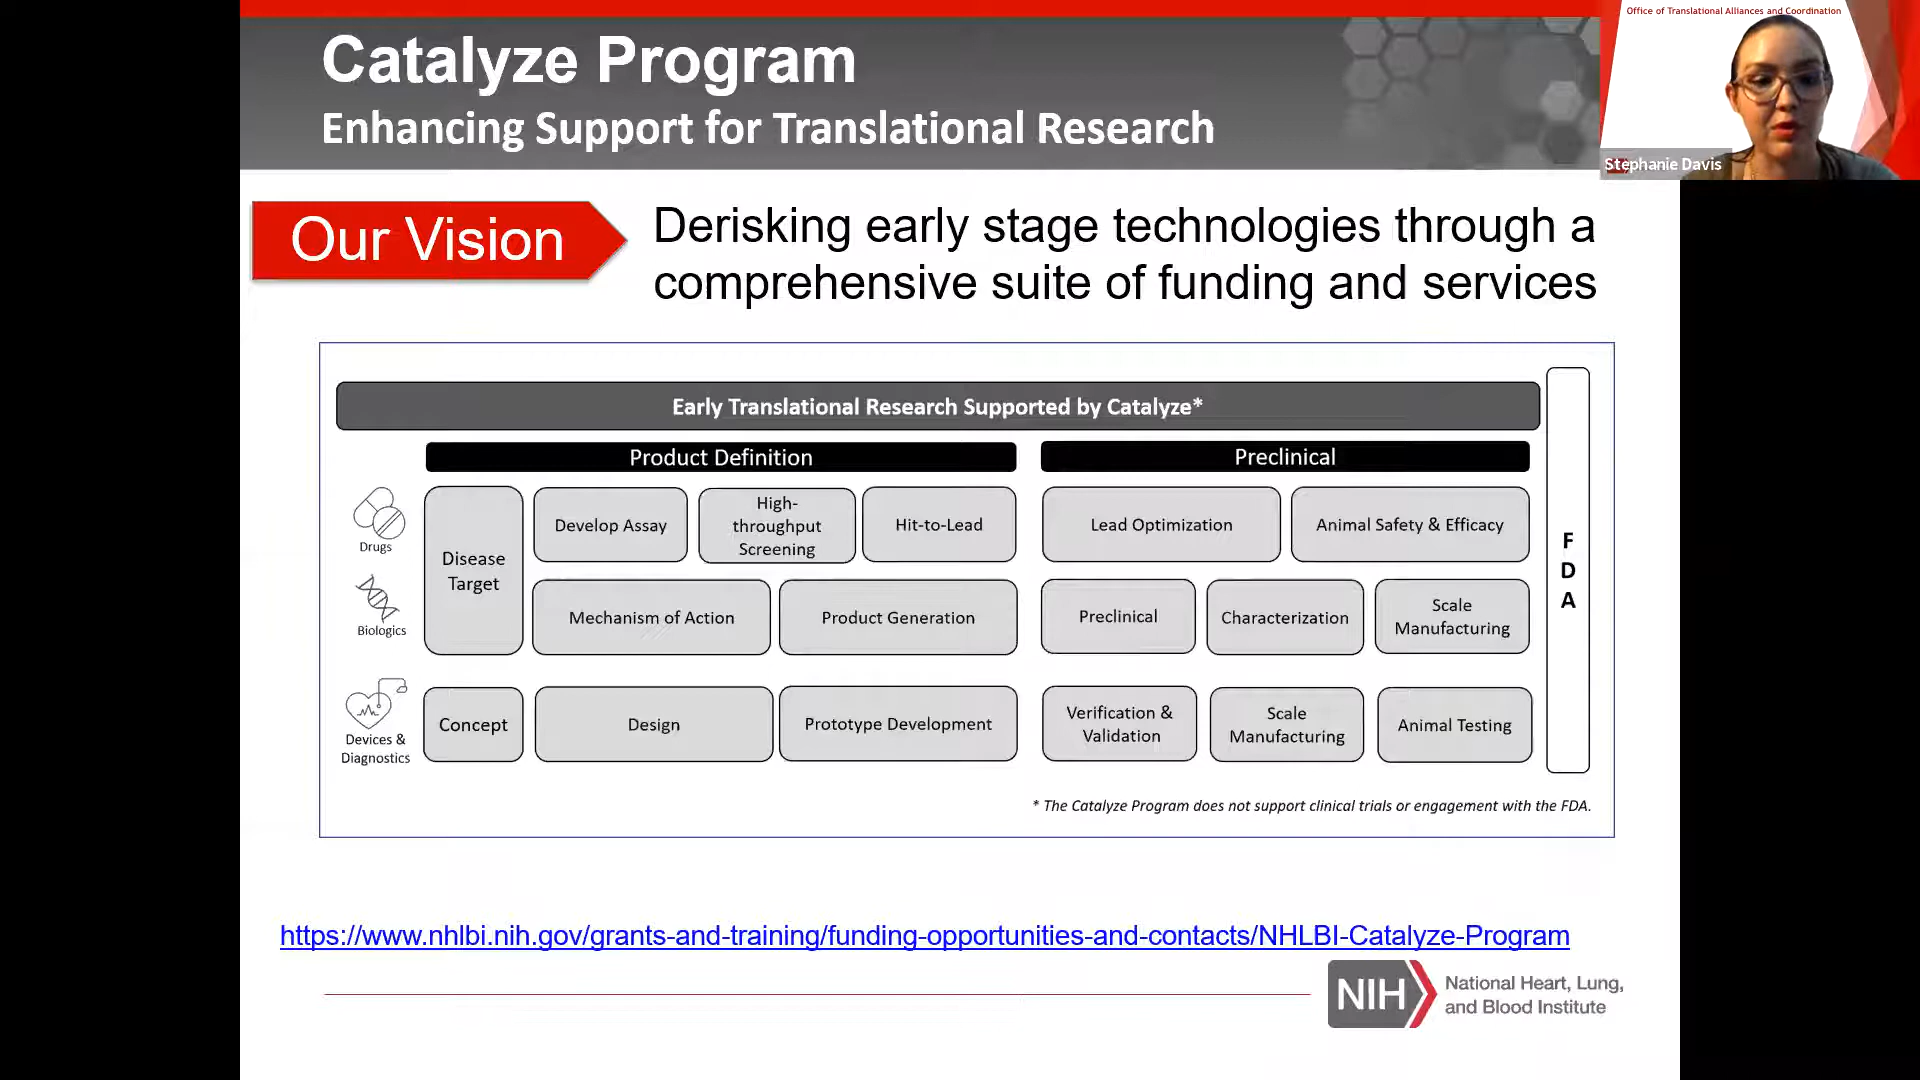 Catalyze Program
Enhancing Support for Translational Research
Office of Translational Alliances and Coordination
Stephanie Davis
Our Vision
Derisking early stage technologies through a
comprehensive suite of funding and services
Early Translational Research Supported by Catalyze*
Product Definition
Preclinical
Drugs
Biologics
Disease
Target
Develop Assay
High-
throughput
Screening
Hit-to-Lead
Lead Optimization
Animal Safety & Efficacy
Mechanism of Action
Product Generation
Preclinical
Characterization
Scale
Manufacturing
Devices &
Diagnostics
Concept
Design
Prototype Development
Verification &
Validation
Scale
Manufacturing
Animal Testing
F
D
A
* The Catalyze Program does not support clinical trials or engagement with the FDA.
https://www.nhlbi.nih.gov/grants-and-training/funding-opportunities-and-contacts/NHLBI-Catalyze-Program
NIH
National Heart, Lung,
and Blood Institute